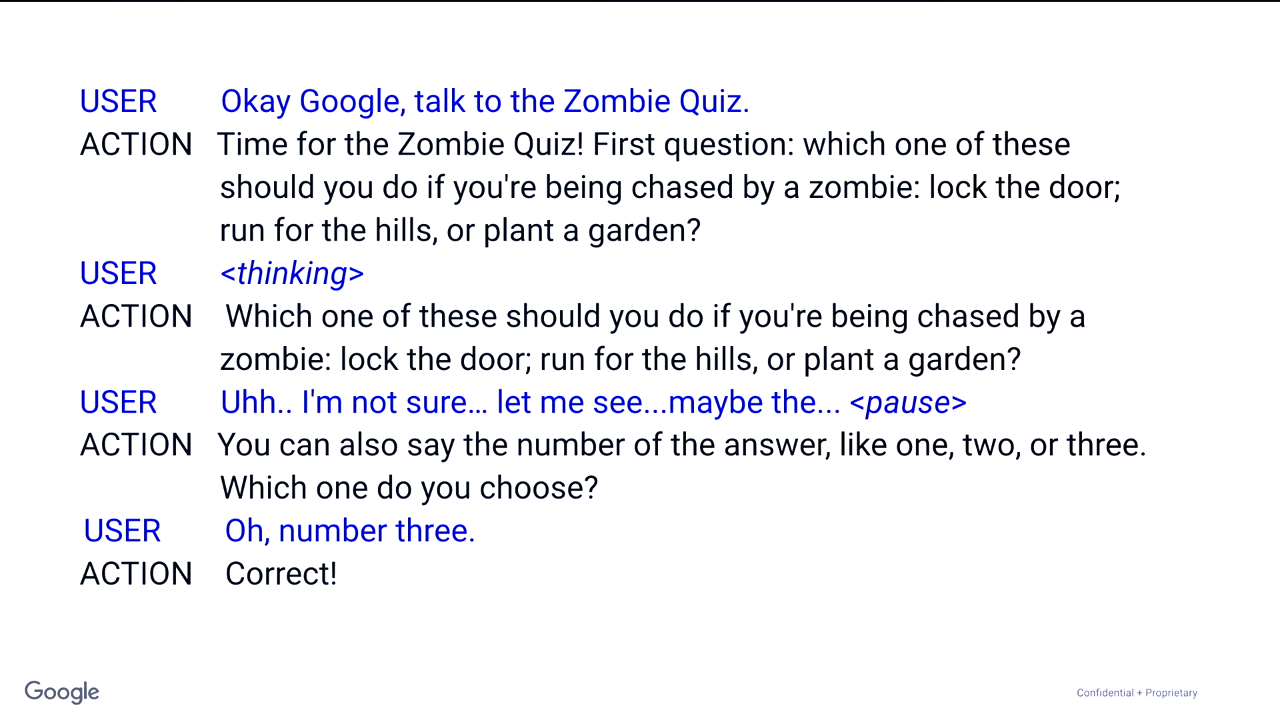 USER Okay Google, talk to the Zombie Quiz.
ACTION Time for the Zombie Quiz! First question: which one of these
should you do if you're being chased by a zombie: lock the door;
run for the hills, or plant a garden?
USER <thinking>
ACTION Which one of these should you do if you're being chased by a
zombie: lock the door; run for the hills, or plant a garden?
USER Uhh.. I'm not sure… let me see...maybe the... <pause>
ACTION You can also say the number of the answer, like one, two, or three.
Which one do you choose?
USER Oh, number three.
ACTION Correct!
Google
Confidential + Proprietary